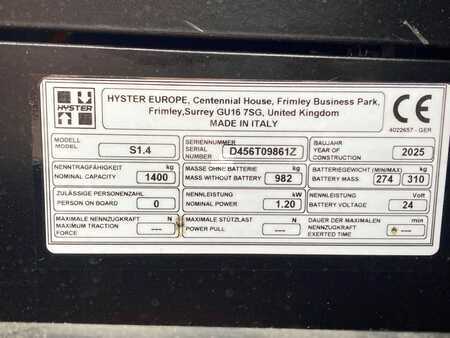 HYSTER
HYSTER EUROPE, Centennial House, Frimley Business Park,
Frimley,Surrey GU16 7SG, United Kingdom
MADE IN ITALY
CE
4022657 - GER
MODELL
MODEL
S1.4
SERIENNUMMER
SERIAL
NUMBER
D456T09861Z
BAUJAHR
YEAR OF
CONSTRUCTION
2025
NENNTRAGFÄHIGKEIT kg
NOMINAL CAPACITY 1400
MASSE OHNE BATTERIE kg
MASS WITHOUT BATTERY 982
BATTERIEGEWICHT (MIN/MAX) kg
BATTERY MASS 274 310
ZULÄSSIGE PERSONENZAHL
PERSON ON BOARD 0
NENNLEISTUNG kW
NOMINAL POWER 1.20
NENNLEISTUNG Volt
BATTERY VOLTAGE 24
MAXIMALE NENNZUGKRAFT N
MAXIMUM TRACTION
FORCE ---
MAXIMALE STÜTZLAST N
POWER PULL ---
DAUER DER MAXIMALEN min
NENNZUGKRAFT
EXERTED TIME ---